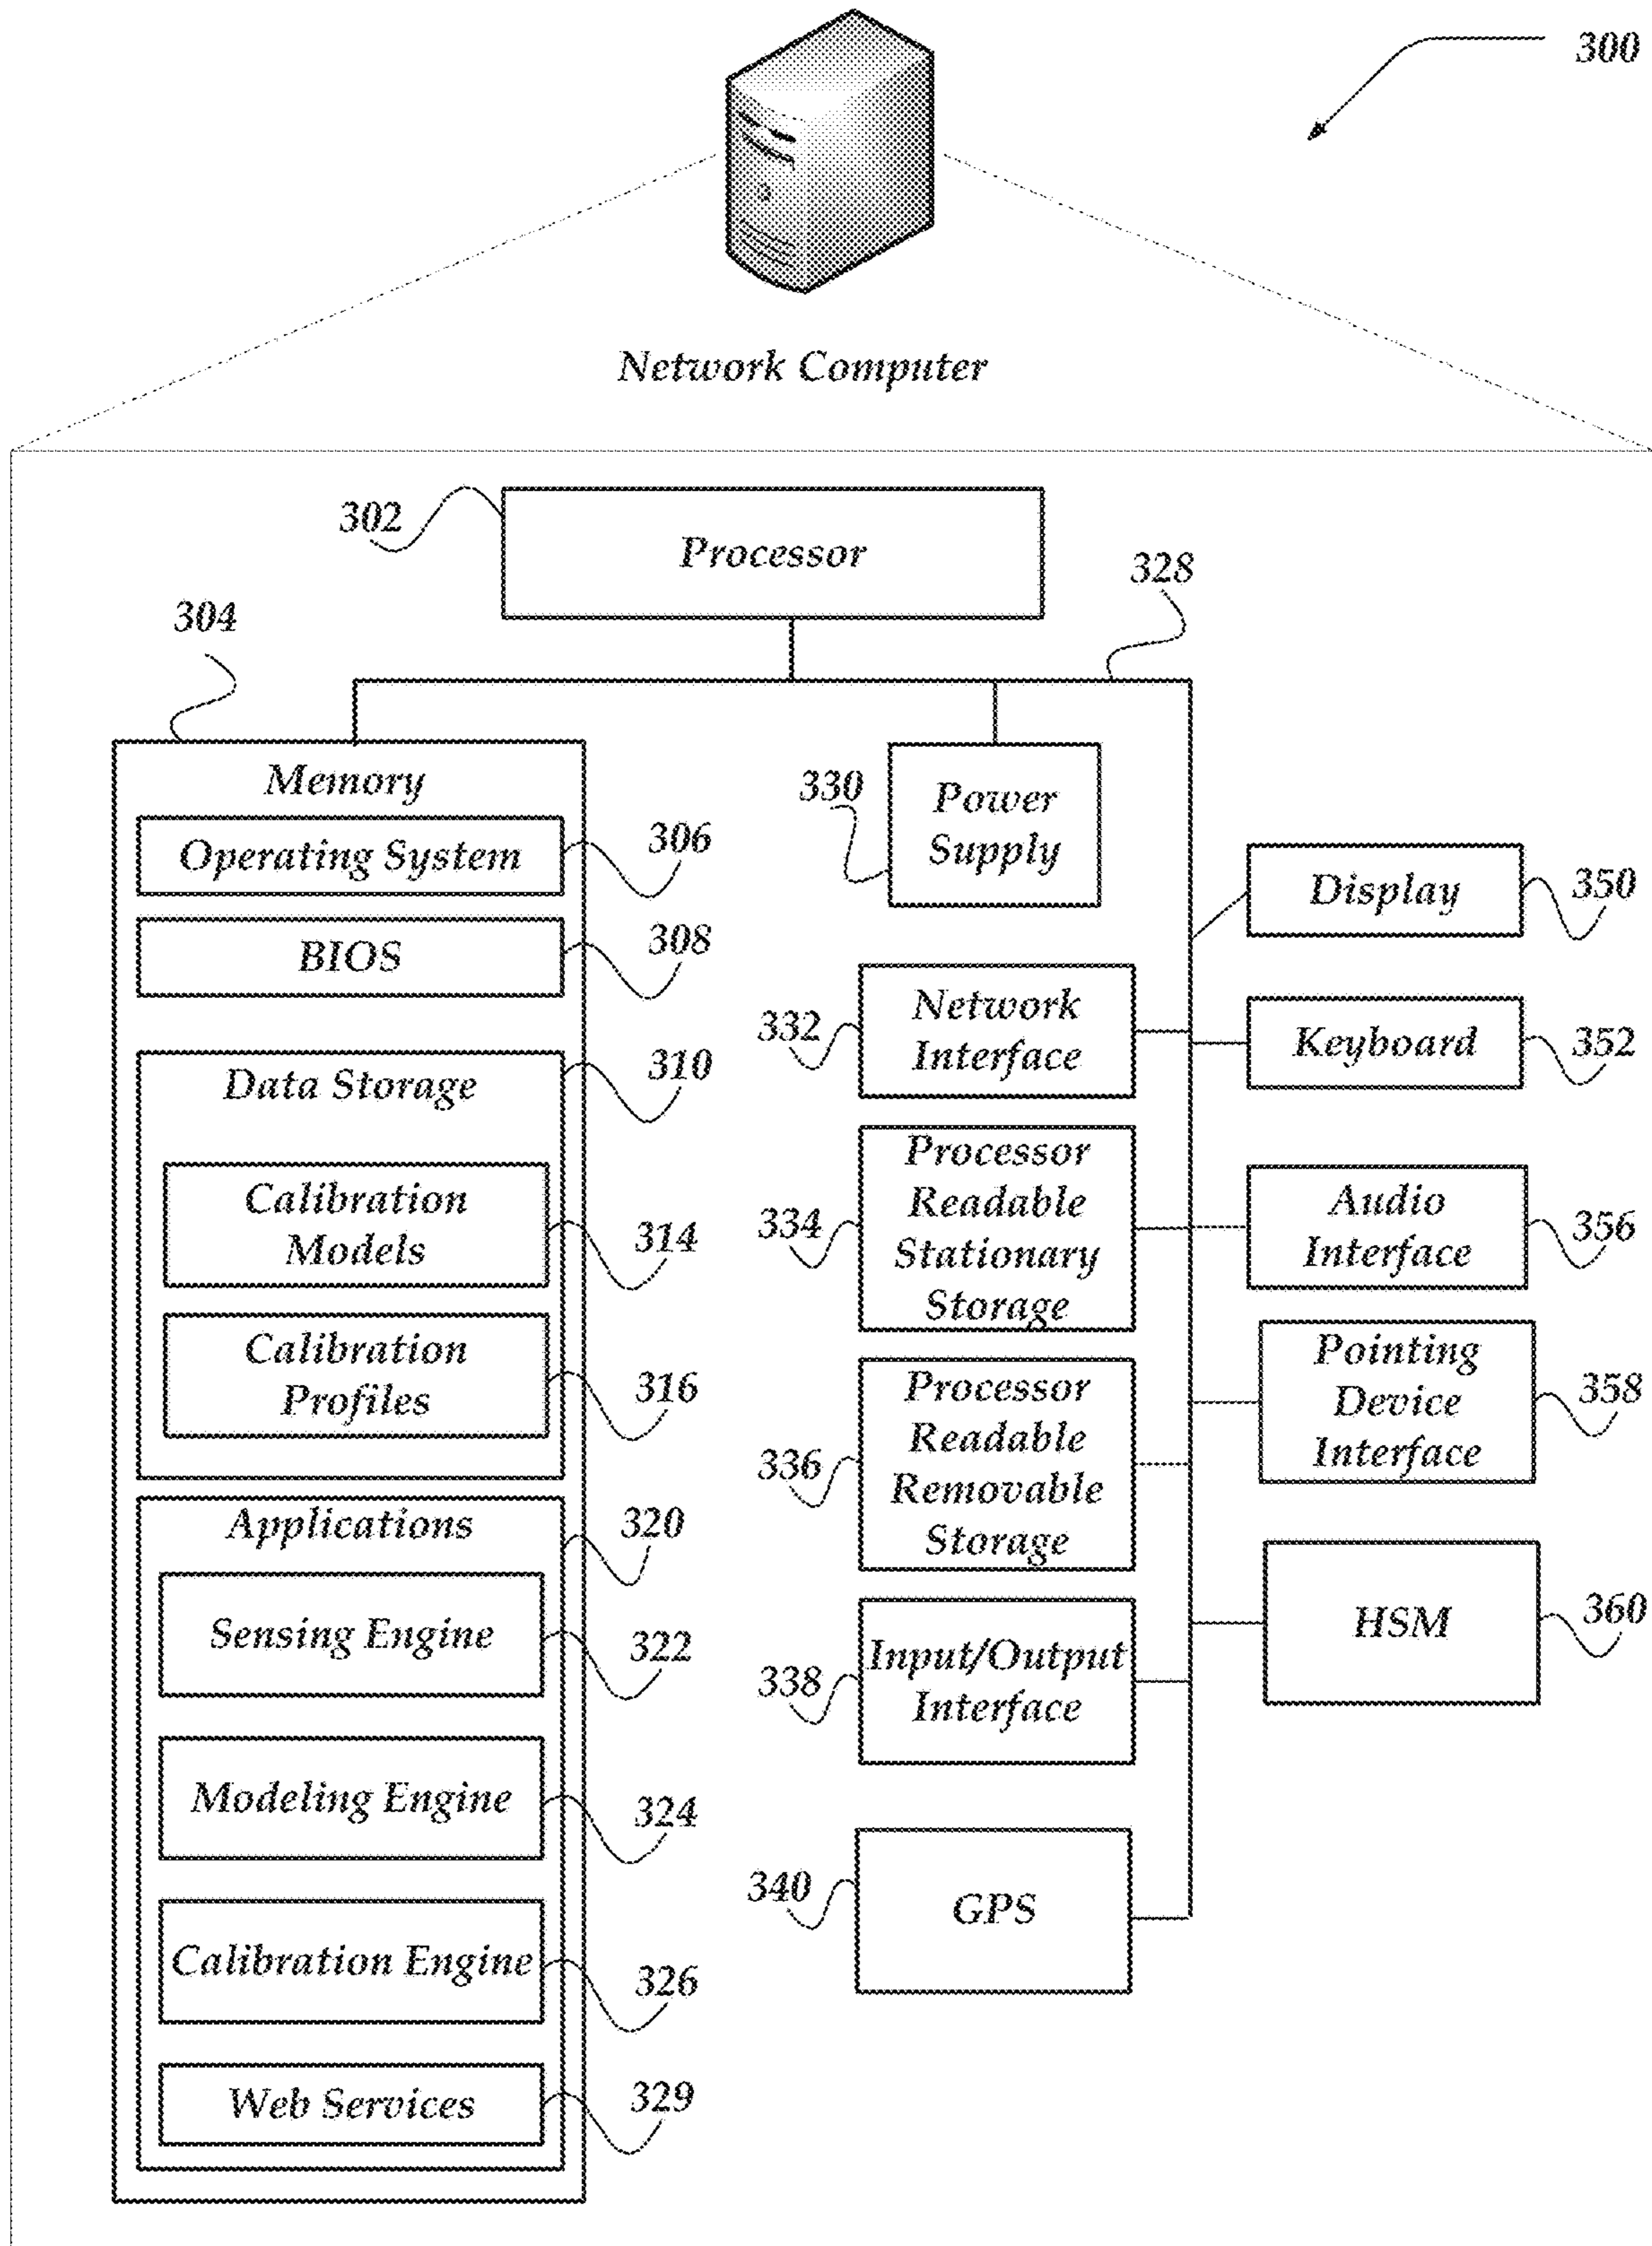 300
Network Computer
302
Processor
328
304
Memory
Operating System
306
BIOS
308
Data Storage
310
Calibration
Models
314
Calibration
Profiles
316
Applications
320
Sensing Engine
322
Modeling Engine
324
Calibration Engine
326
Web Services
329
330
Power
Supply
332
Network
Interface
334
Processor
Readable
Stationary
Storage
336
Processor
Readable
Removable
Storage
338
Input/Output
Interface
340
GPS
Display
350
Keyboard
352
Audio
Interface
356
Pointing
Device
Interface
358
HSM
360